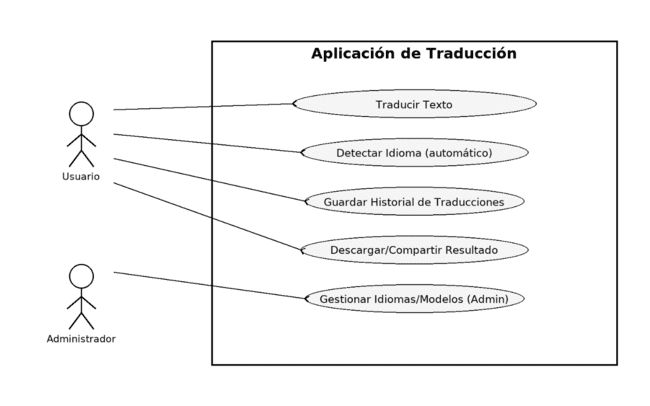 Aplicación de Traducción
Traducir Texto
Detectar Idioma (automático)
Usuario
Guardar Historial de Traducciones
Descargar/Compartir Resultado
Gestionar Idiomas/Modelos (Admin)
Administrador